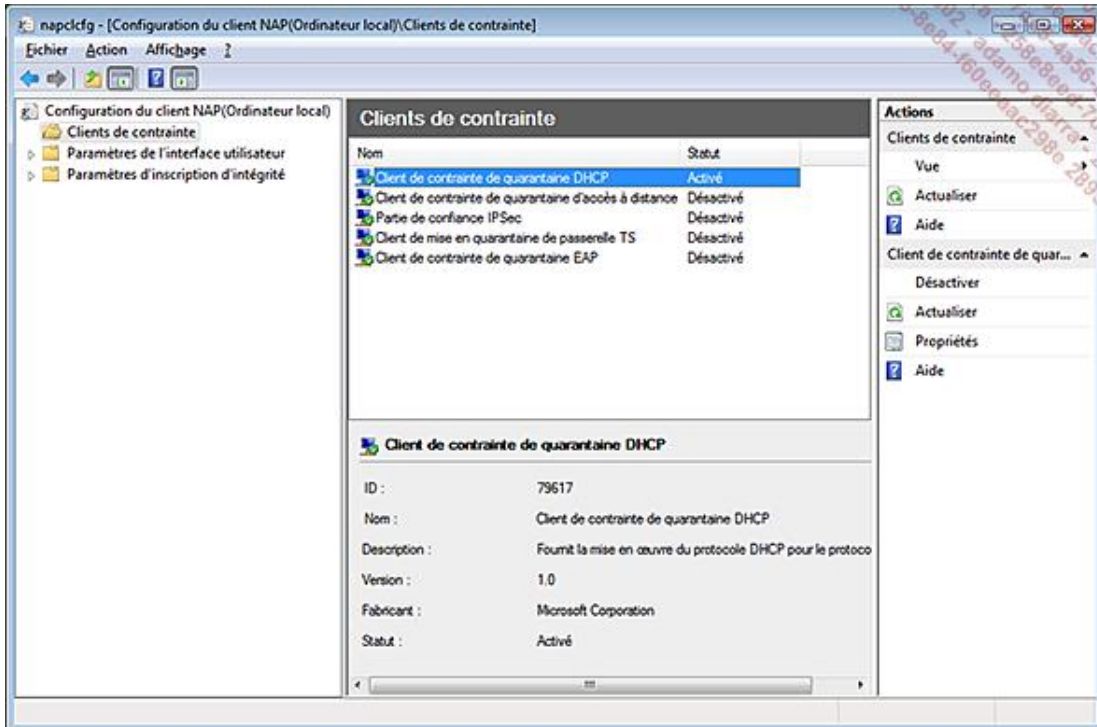 napclcfg - [Configuration du client NAP(Ordinateur local)\Clients de contrainte]
Fichier Action Affichage ?
Configuration du client NAP(Ordinateur local)
Clients de contrainte
Paramètres de l'interface utilisateur
Paramètres d'inscription d'intégrité
Clients de contrainte
Nom Statut
Client de contrainte de quarantaine DHCP Activé
Client de contrainte de quarantaine d'accès à distance Désactivé
Partie de confiance IPSec Désactivé
Client de mise en quarantaine de passerelle TS Désactivé
Client de contrainte de quarantaine EAP Désactivé
Client de contrainte de quarantaine DHCP
ID : 79617
Nom : Client de contrainte de quarantaine DHCP
Description : Fournit la mise en œuvre du protocole DHCP pour le protoco
Version : 1.0
Fabricant : Microsoft Corporation
Statut : Activé
Actions
Clients de contrainte
Vue
Actualiser
Aide
Client de contrainte de quar...
Désactiver
Actualiser
Propriétés
Aide
adamo diarra